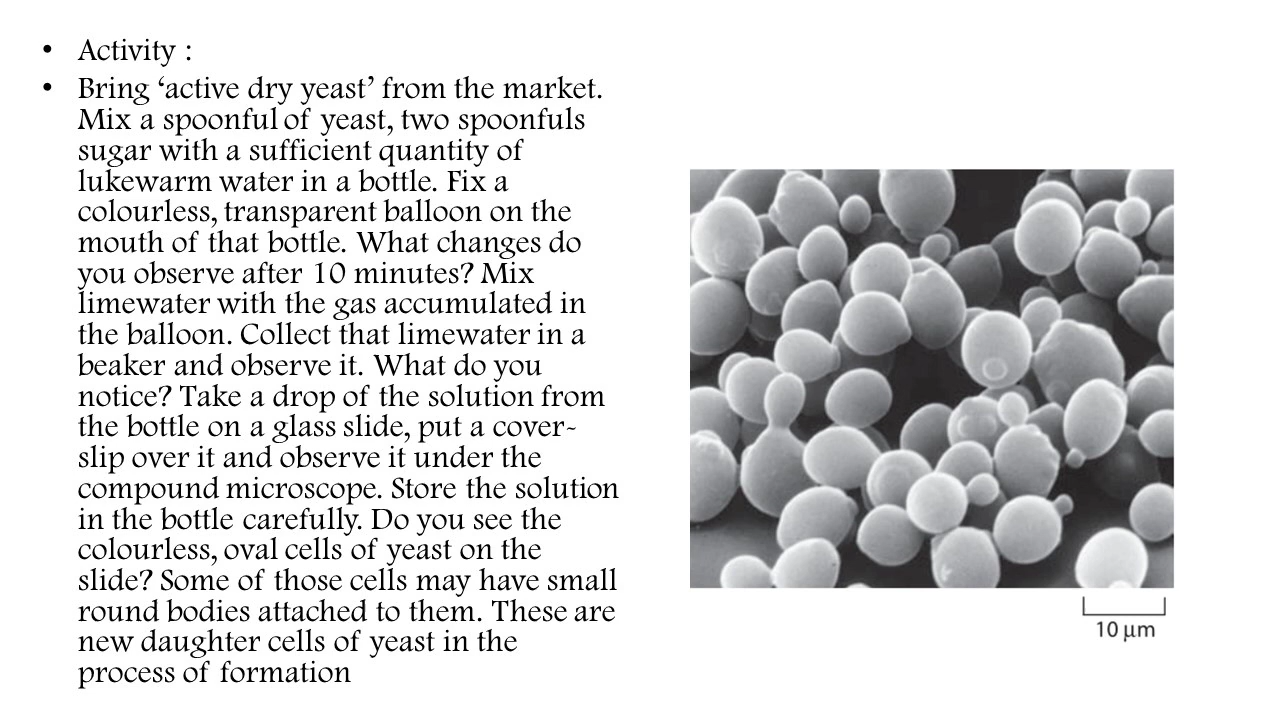 • Activity :
• Bring ‘active dry yeast’ from the market.
Mix a spoonful of yeast, two spoonfuls
sugar with a sufficient quantity of
lukewarm water in a bottle. Fix a
colourless, transparent balloon on the
mouth of that bottle. What changes do
you observe after 10 minutes? Mix
limewater with the gas accumulated in
the balloon. Collect that limewater in a
beaker and observe it. What do you
notice? Take a drop of the solution from
the bottle on a glass slide, put a cover-
slip over it and observe it under the
compound microscope. Store the solution
in the bottle carefully. Do you see the
colourless, oval cells of yeast on the
slide? Some of those cells may have small
round bodies attached to them. These are
new daughter cells of yeast in the
process of formation
10 µm